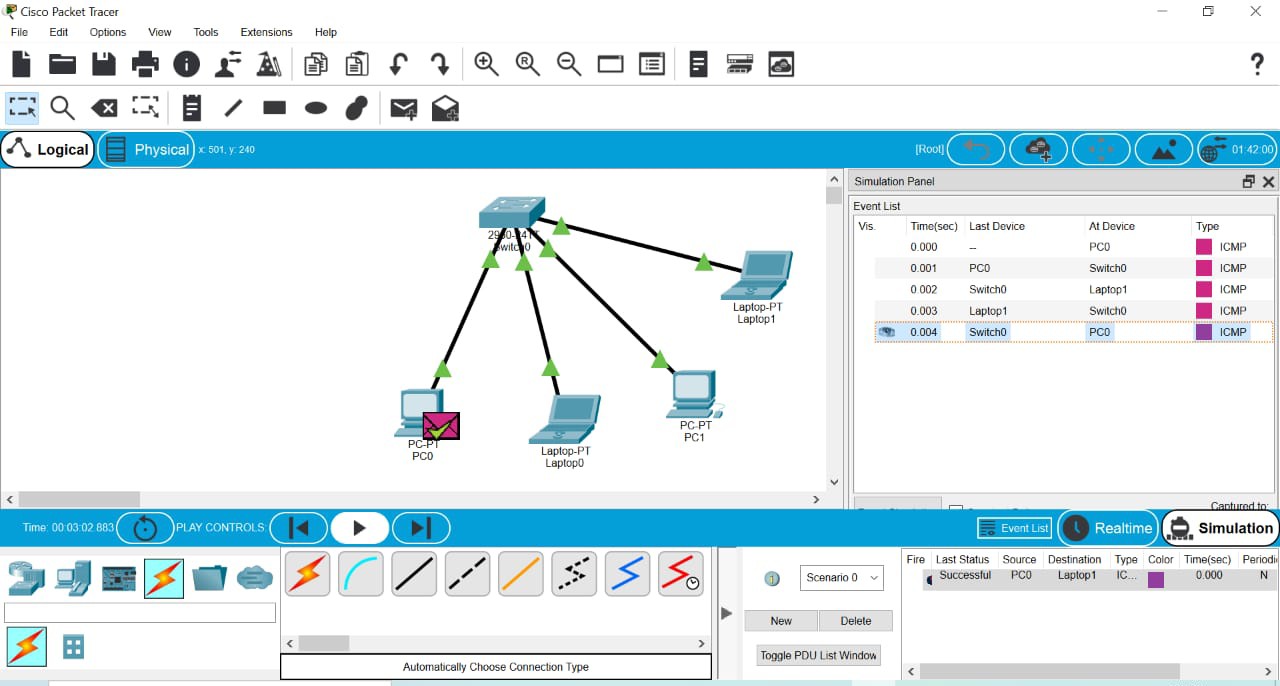 Cisco Packet Tracer
File Edit Options View Tools Extensions Help
Logical Physical x: 501, y: 240 [Root] 01:42:00
Simulation Panel
Event List
Vis. Time(sec) Last Device At Device Type
0.000 -- PC0 ICMP
0.001 PC0 Switch0 ICMP
0.002 Switch0 Laptop1 ICMP
0.003 Laptop1 Switch0 ICMP
0.004 Switch0 PC0 ICMP
Switch0
Laptop-PT
Laptop1
PC-PT
PC0
Laptop-PT
Laptop0
PC-PT
PC1
Captured to:
Time: 00:03:02.883 PLAY CONTROLS: Event List Realtime Simulation
Scenario 0
New Delete
Toggle PDU List Window
Fire Last Status Source Destination Type Color Time(sec) Periodi
Successful PC0 Laptop1 IC... 0.000 N
Automatically Choose Connection Type